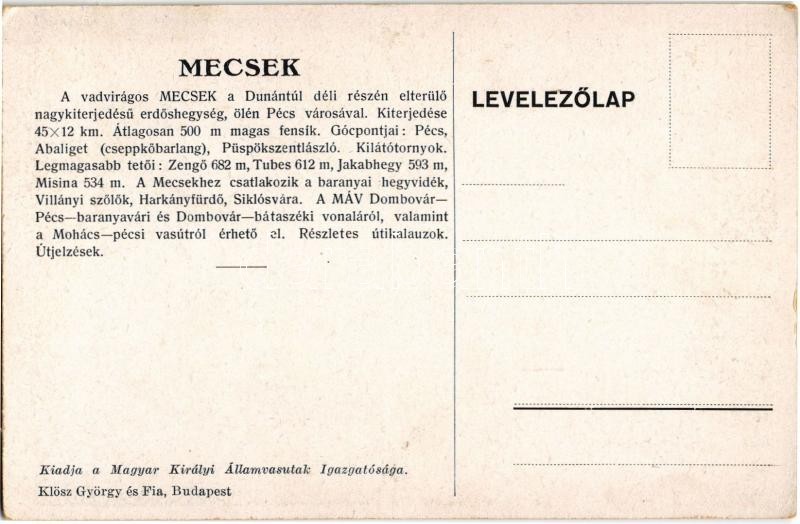 MECSEK
A vadvirágos MECSEK a Dunántúl déli részén elterülő
nagykiterjedésű erdőshegység, ölén Pécs városával. Kiterjedése
45×12 km. Átlagosan 500 m magas fensik. Gócpontjai: Pécs,
Abaliget (cseppkőbarlang), Püspökszentlászló. Kilátótornyok.
Legmagasabb tetői: Zengő 682 m, Tubes 612 m, Jakabhegy 593 m,
Misina 534 m. A Mecsekhez csatlakozik a baranyai hegyvidék,
Villányi szőlők, Harkányfürdő, Siklósvára. A MÁV Dombovár—
Pécs—baranyavári és Dombovár—bátaszéki vonaláról, valamint
a Mohács—pécsi vasútról érhető el. Részletes útikalauzok.
Útjelzések.
Kiadja a Magyar Királyi Államvasutak Igazgatósága.
Klösz György és Fia, Budapest
LEVELEZŐLAP